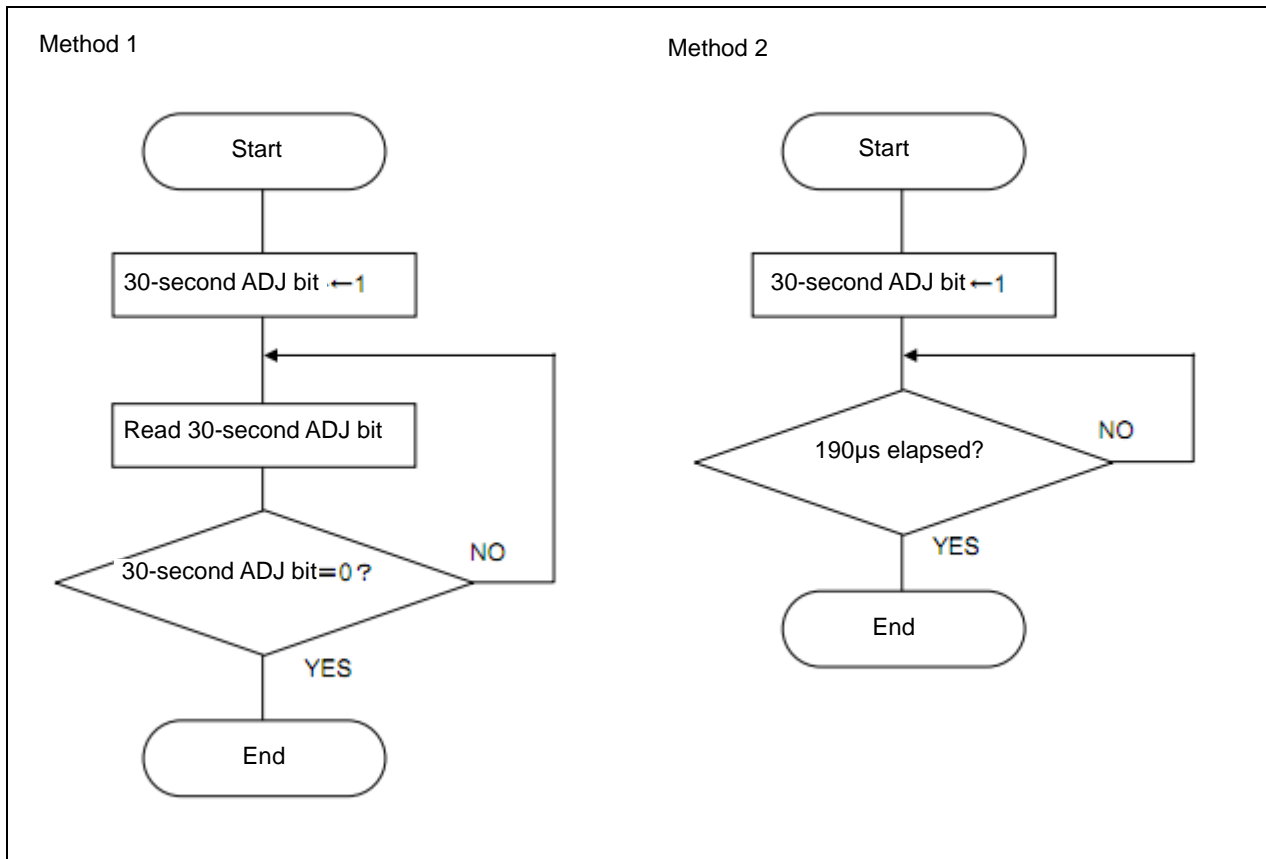 Method 1
Start
30-second ADJ bit ←1
Read 30-second ADJ bit
30-second ADJ bit=0?
NO
YES
End
Method 2
Start
30-second ADJ bit←1
190µs elapsed?
NO
YES
End